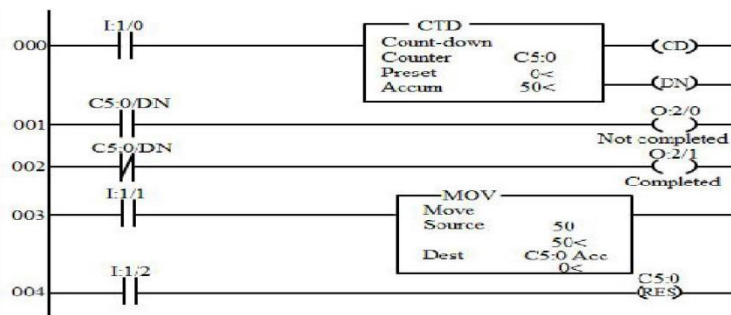 I:1/0
CTD
000
Count-down
Counter C5:0
Preset 0<
Accum 50<
(CD)
(DN)
C5:0/DN
O:2/0
001
Not completed
C5:0/DN
O:2/1
002
Completed
I:1/1
MOV
003
Move
Source 50
50<
Dest C5:0 Acc
0<
I:1/2
C5:0
004
(RES)